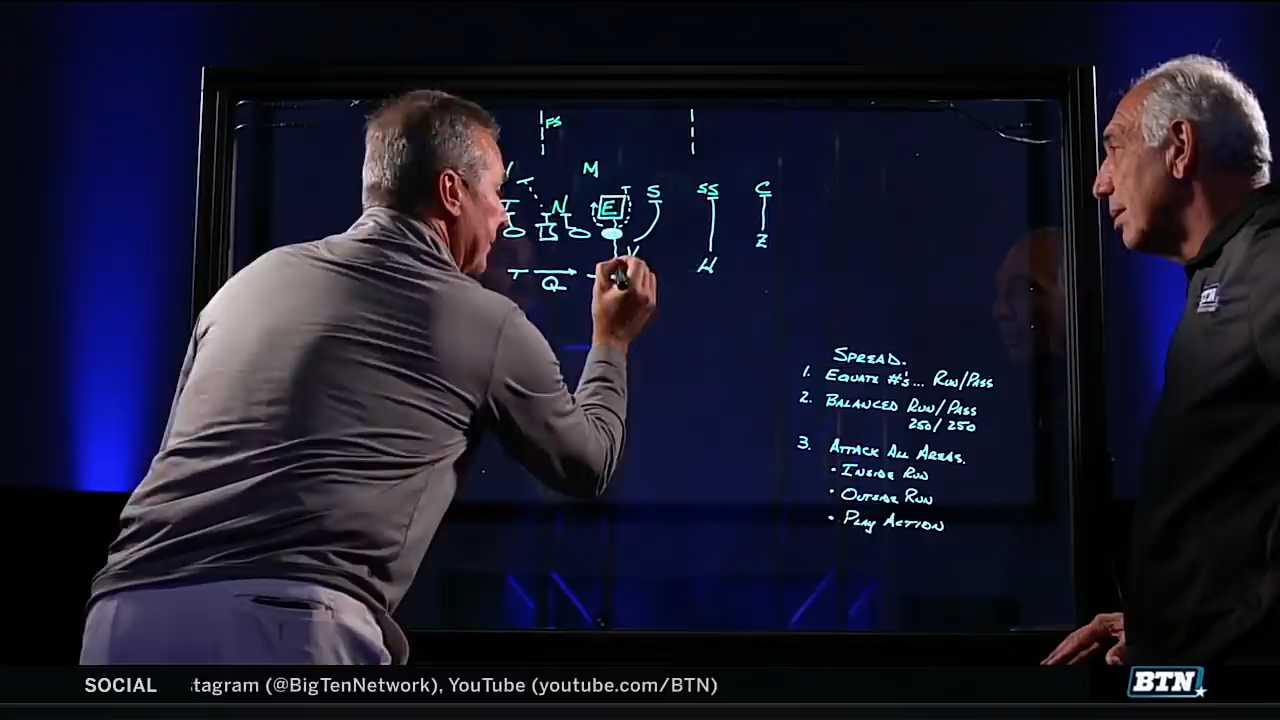 FS
M
S SS C
T N E
Z
T Q H
SPREAD.
1. EQUATE #'s... RUN/PASS
2. BALANCED RUN/PASS
250/250
3. ATTACK ALL AREAS.
• INSIDE RUN
• OUTSIDE RUN
• PLAY ACTION
BTN
SOCIAL tagram (@BigTenNetwork), YouTube (youtube.com/BTN)
BTN